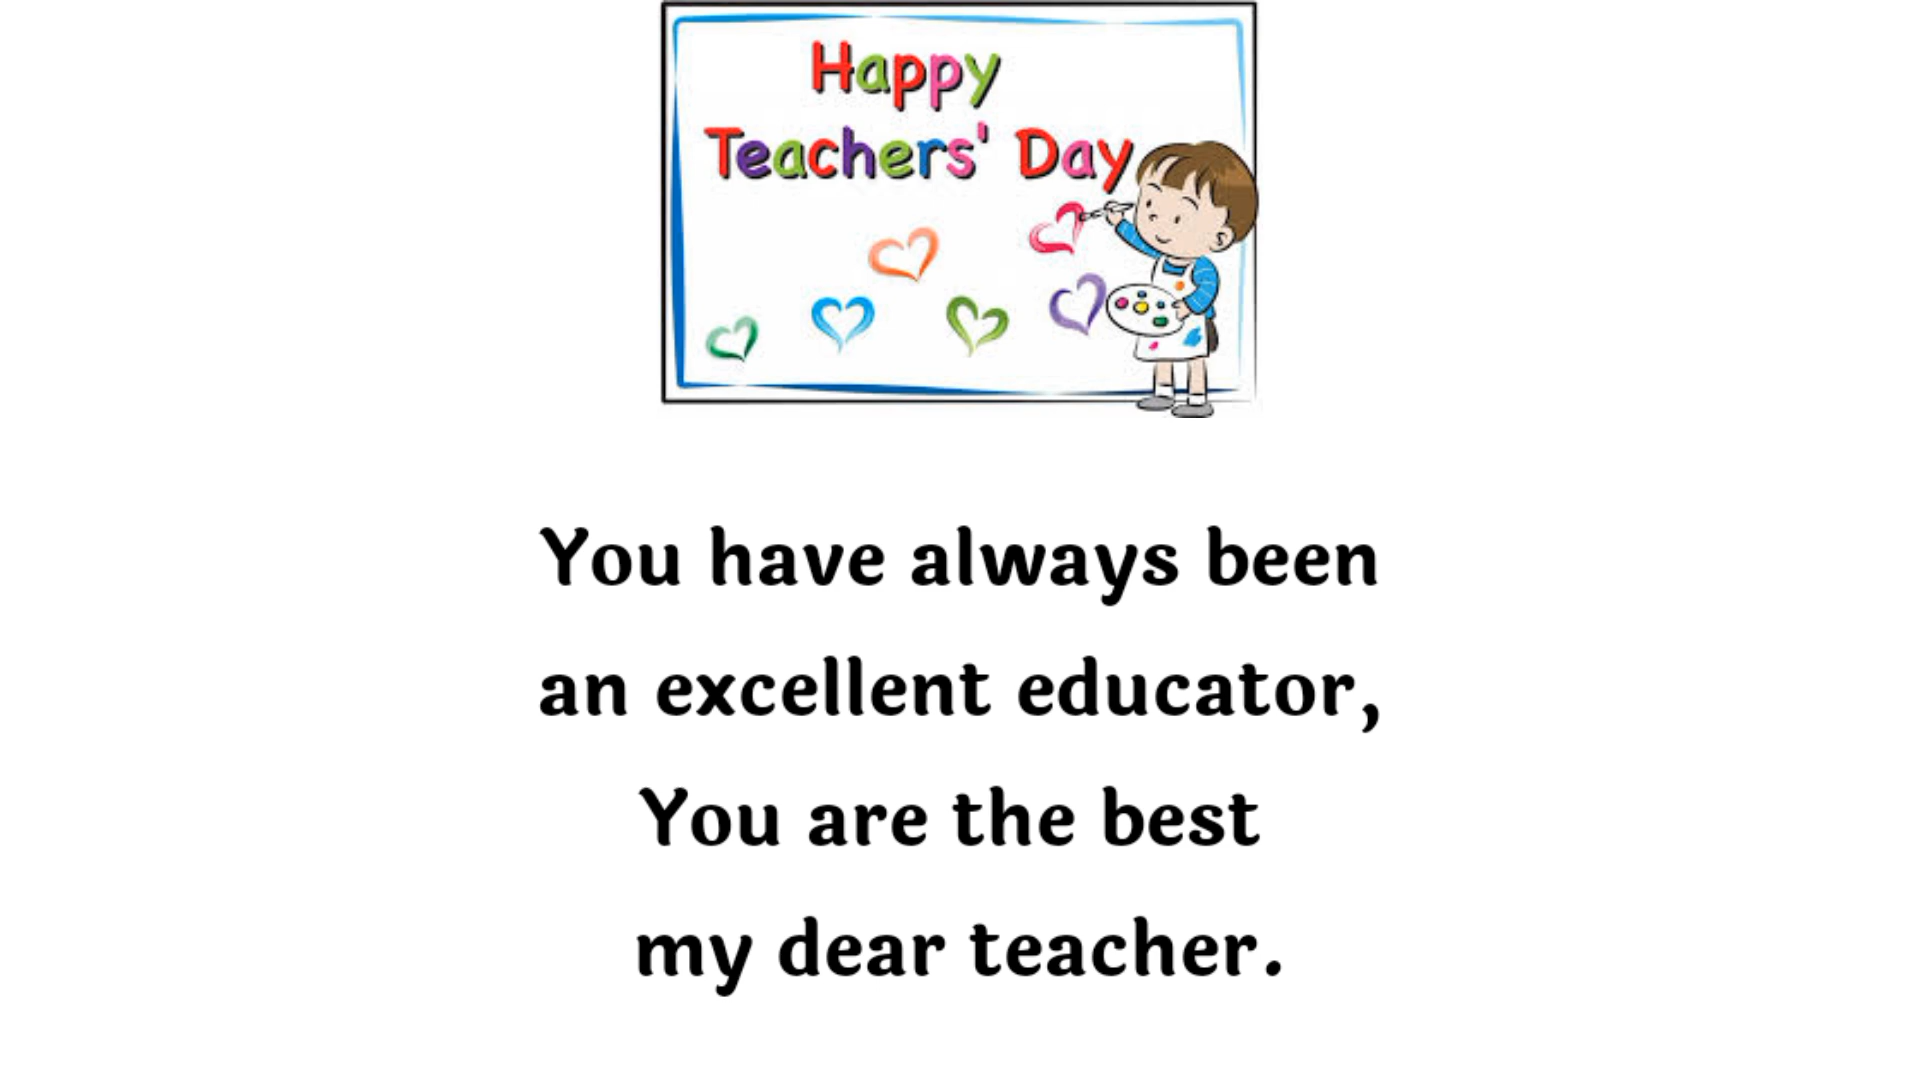 Happy
Teachers' Day
You have always been
an excellent educator,
You are the best
my dear teacher.